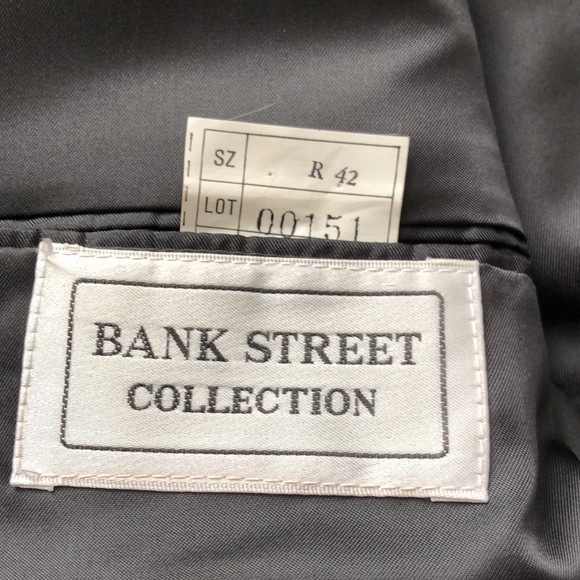 SZ R 42
LOT 00151
BANK STREET
COLLECTION